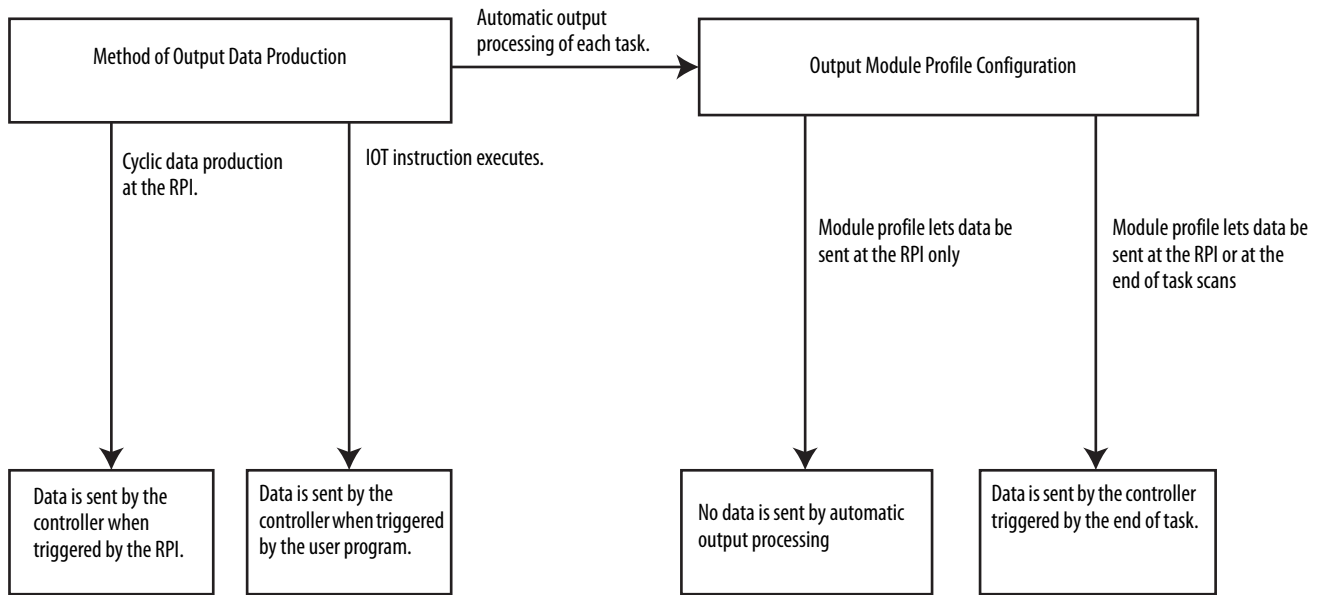 Automatic output
processing of each task.
Method of Output Data Production
Output Module Profile Configuration
Cyclic data production
at the RPI.
IOT instruction executes.
Module profile lets data be
sent at the RPI only
Module profile lets data be
sent at the RPI or at the
end of task scans
Data is sent by the
controller when
triggered by the RPI.
Data is sent by the
controller when triggered
by the user program.
No data is sent by automatic
output processing
Data is sent by the controller
triggered by the end of task.